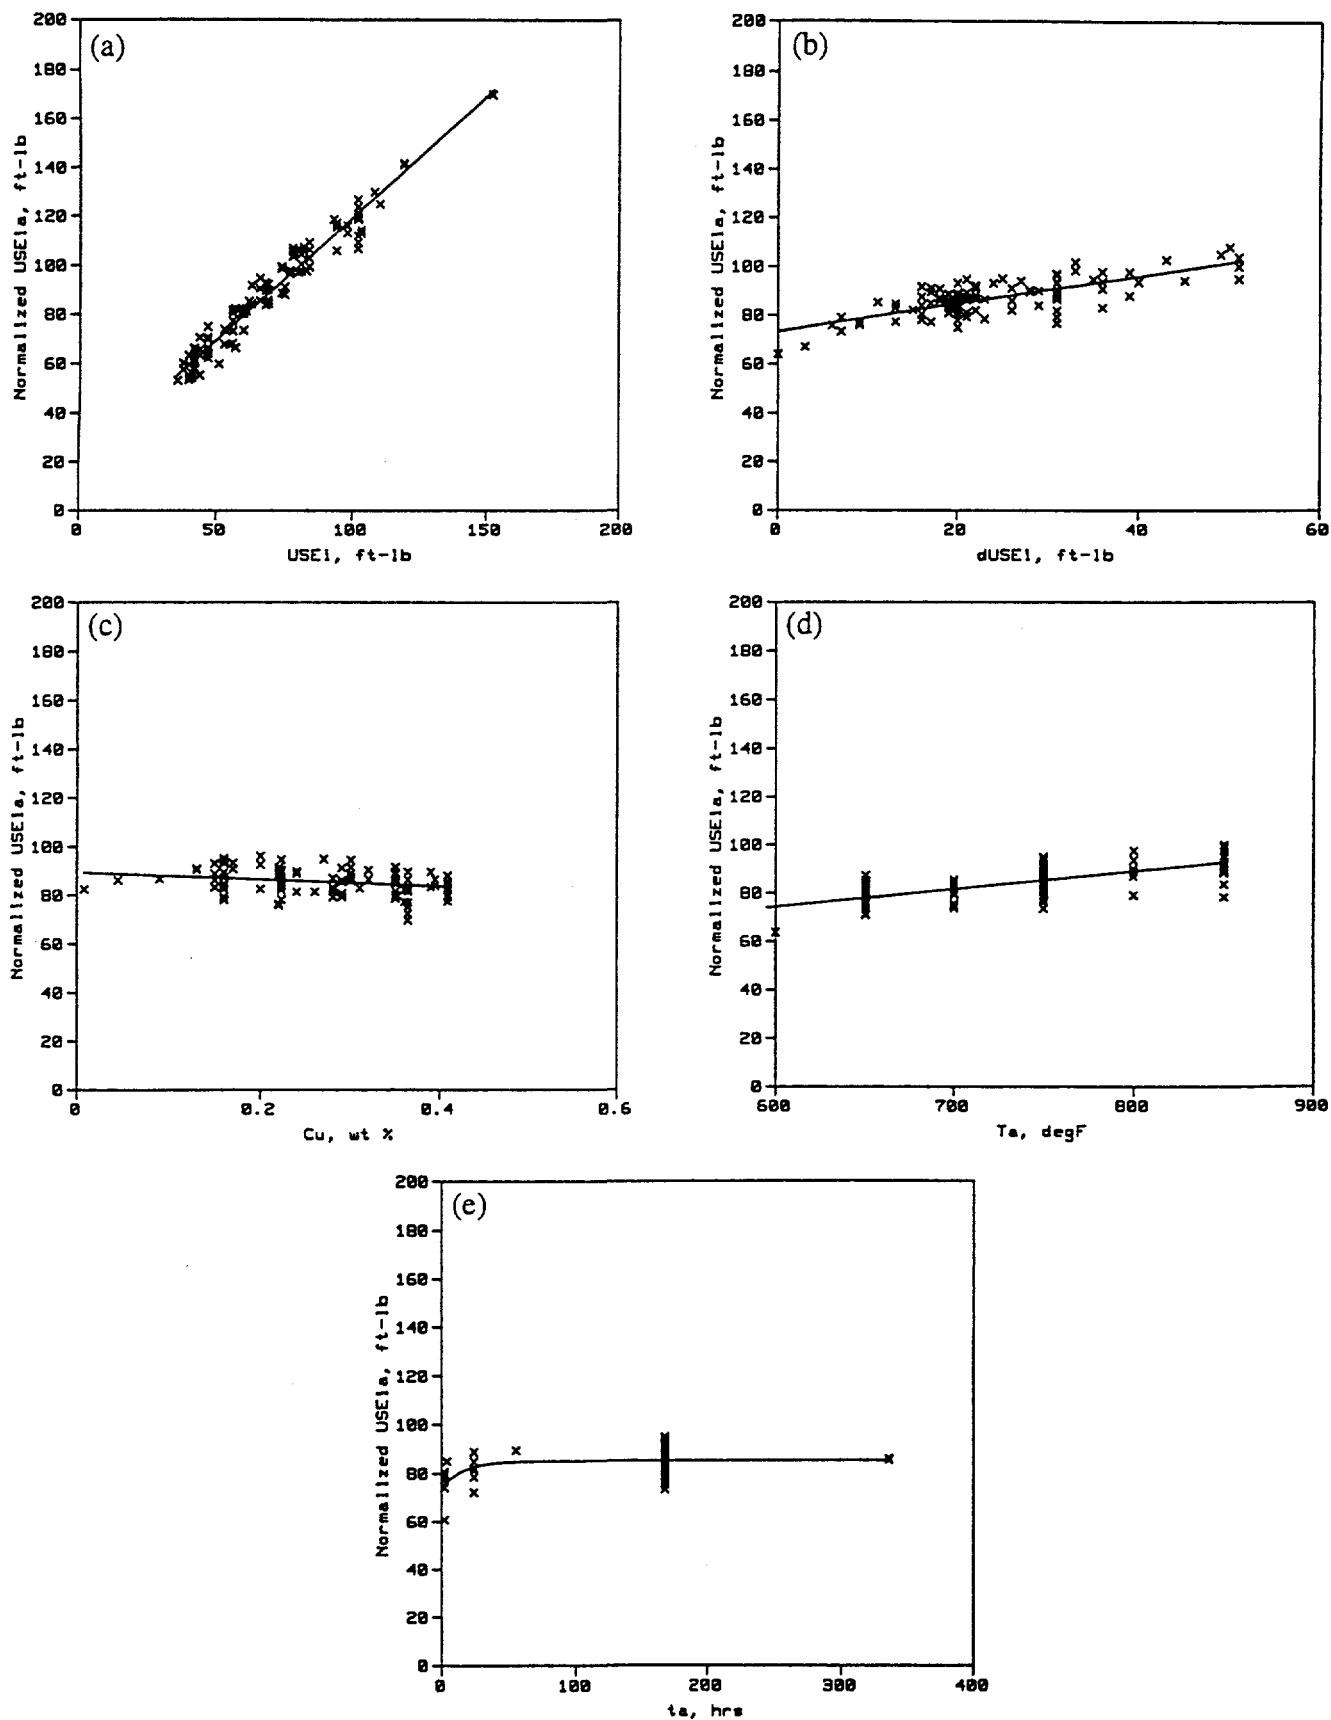 (a)
200
180
160
140
120
100
80
60
40
20
0
Normalized USE1a, ft-lb
0 50 100 150 200
USE1, ft-lb
(b)
200
180
160
140
120
100
80
60
40
20
0
Normalized USE1a, ft-lb
0 20 40 60
dUSE1, ft-lb
(c)
200
180
160
140
120
100
80
60
40
20
0
Normalized USE1a, ft-lb
0 0.2 0.4 0.6
Cu, wt %
(d)
200
180
160
140
120
100
80
60
40
20
0
Normalized USE1a, ft-lb
600 700 800 900
Ta, degF
(e)
200
180
160
140
120
100
80
60
40
20
0
Normalized USE1a, ft-lb
0 100 200 300 400
ta, hrs